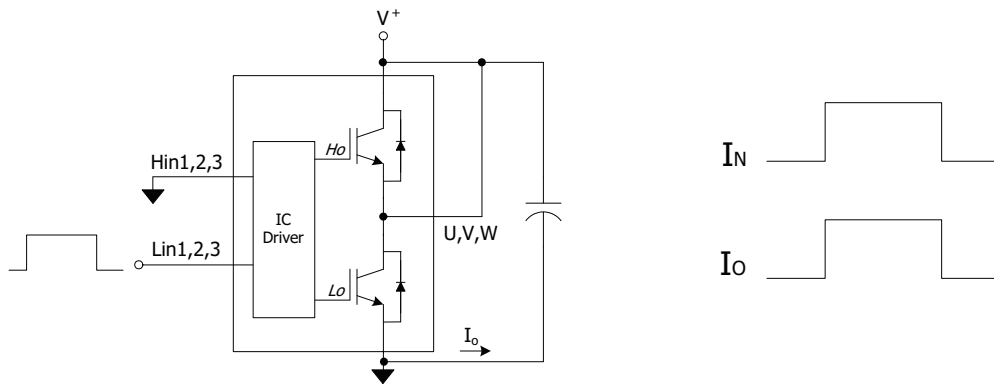 V+
Hin1,2,3
Ho
IC
Driver
U,V,W
Lin1,2,3
Lo
Io
IN
IO